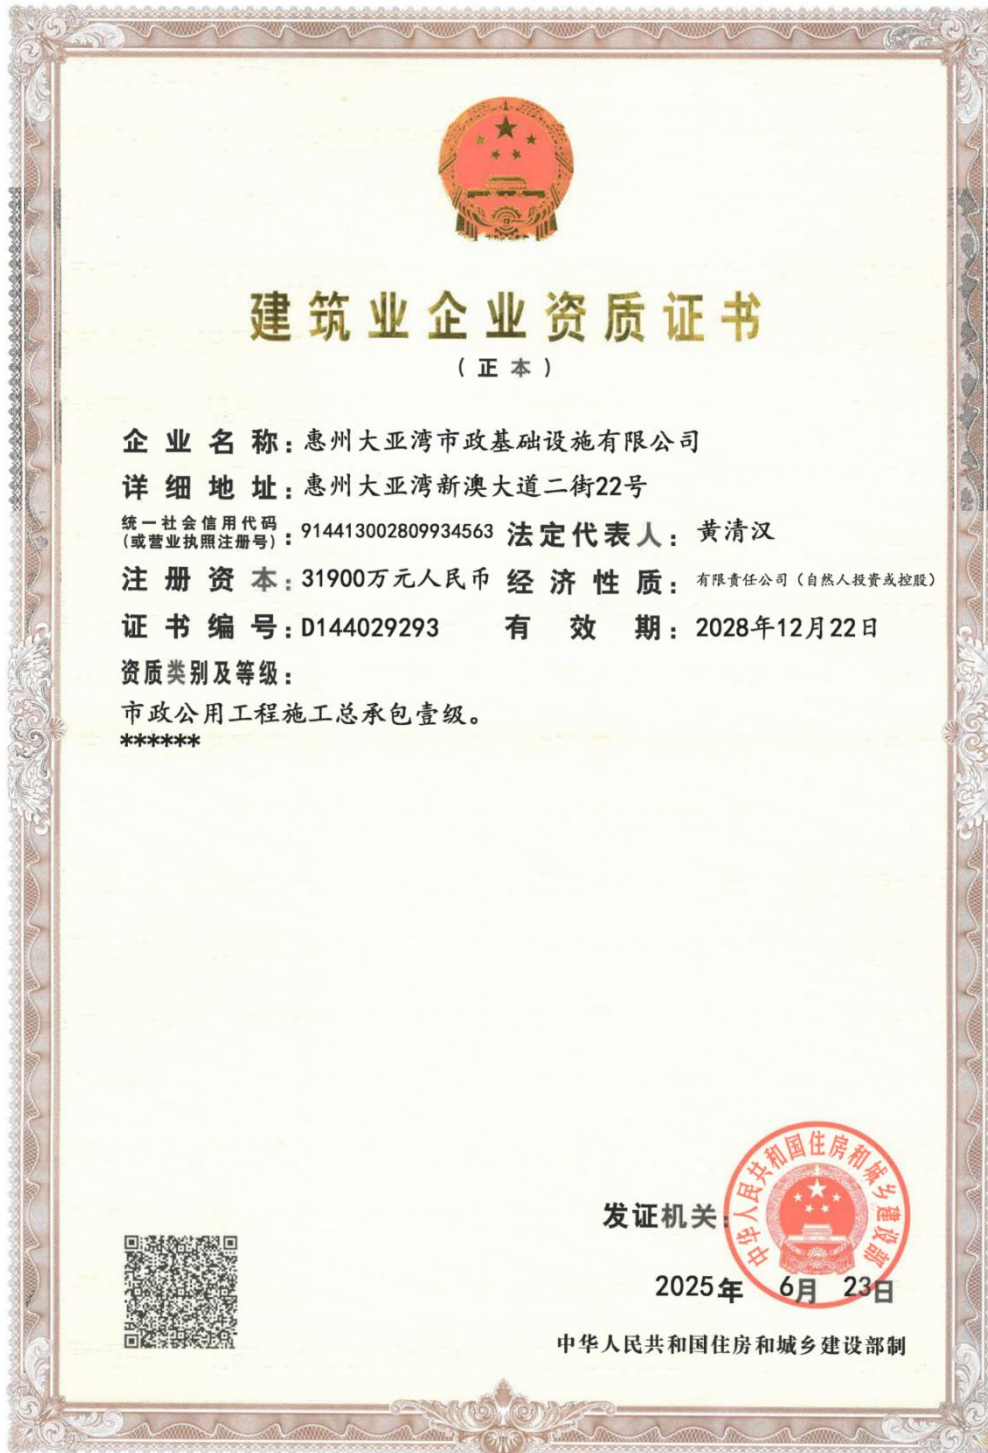 建筑业企业资质证书
（正本）
企业名称：惠州大亚湾市政基础设施有限公司
详细地址：惠州大亚湾新澳大道二街22号
统一社会信用代码
(或营业执照注册号)：914413002809934563 法定代表人：黄清汉
注册资本：31900万元人民币 经济性质：有限责任公司（自然人投资或控股）
证书编号：D144029293 有效期：2028年12月22日
资质类别及等级：
市政公用工程施工总承包壹级。
******
中华人民共和国住房和城乡建设部
发证机关：
2025年 6月 23日
中华人民共和国住房和城乡建设部制